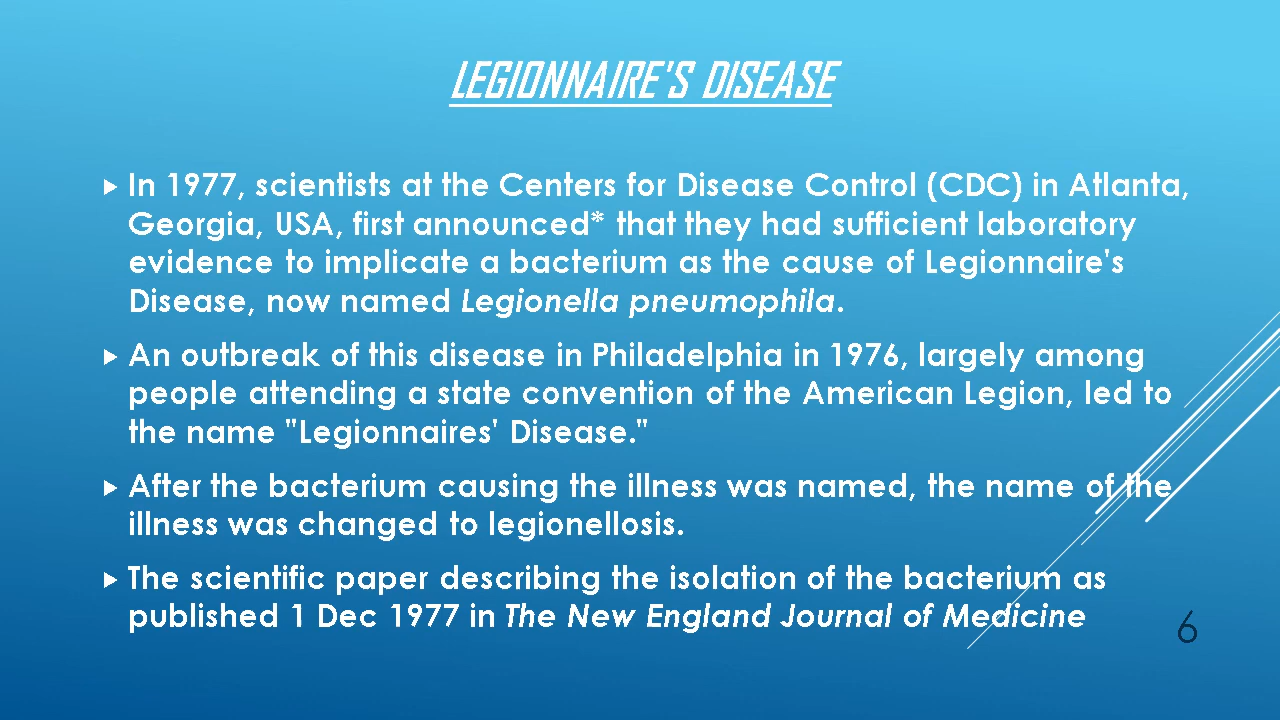 LEGIONNAIRE'S DISEASE
In 1977, scientists at the Centers for Disease Control (CDC) in Atlanta,
Georgia, USA, first announced* that they had sufficient laboratory
evidence to implicate a bacterium as the cause of Legionnaire's
Disease, now named Legionella pneumophila.
An outbreak of this disease in Philadelphia in 1976, largely among
people attending a state convention of the American Legion, led to
the name "Legionnaires' Disease."
After the bacterium causing the illness was named, the name of the
illness was changed to legionellosis.
The scientific paper describing the isolation of the bacterium as
published 1 Dec 1977 in The New England Journal of Medicine
6